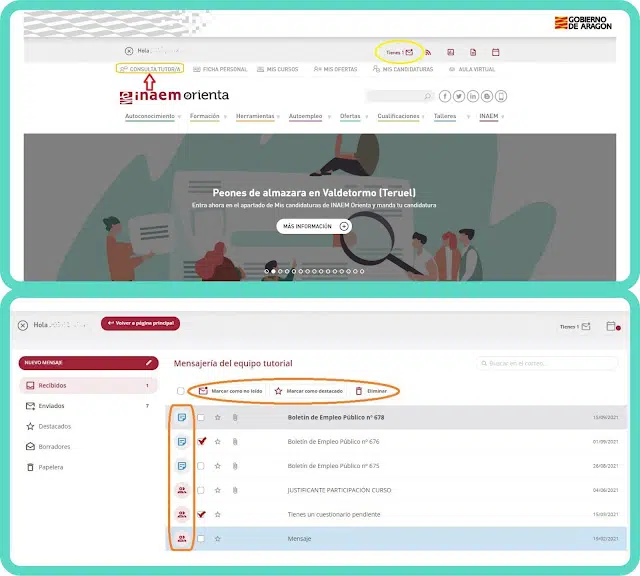 GOBIERNO
DE ARAGON
Hola
Tienes 1
CONSULTA TUTOR/A
FICHA PERSONAL
MIS CURSOS
MIS OFERTAS
MIS CANDIDATURAS
AULA VIRTUAL
inaem orienta
Autoconocimiento
Formación
Herramientas
Autoempleo
Ofertas
Cualificaciones
Talleres
INAEM
Peones de almazara en Valdetormo (Teruel)
Entra ahora en el apartado de Mis candidaturas de INAEM Orienta y manda tu candidatura
MÁS INFORMACIÓN
Hola
Volver a página principal
Tienes 1
NUEVO MENSAJE
Mensajería del equipo tutorial
Buscar en el correo...
Recibidos 1
Enviados 7
Destacados
Borradores
Papelera
Marcar como no leído
Marcar como destacado
Eliminar
Boletín de Empleo Público nº 678 15/09/2021
Boletín de Empleo Público nº 676 01/09/2021
Boletín de Empleo Público nº 675 26/08/2021
JUSTIFICANTE PARTICIPACIÓN CURSO 04/06/2021
Tienes un cuestionario pendiente 15/03/2021
Mensaje 19/02/2021